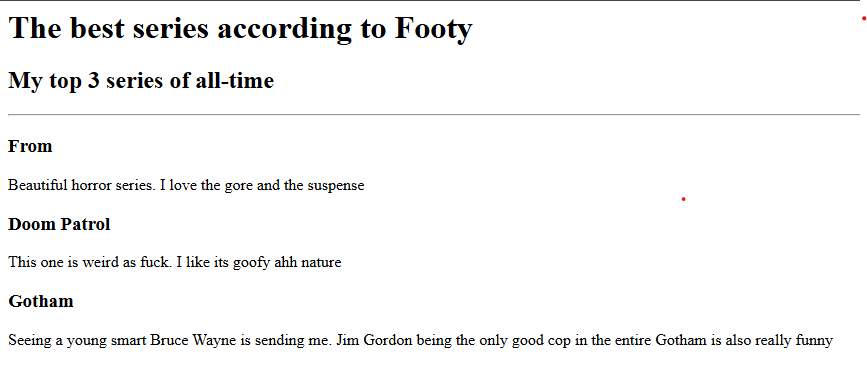 The best series according to Footy
My top 3 series of all-time
From
Beautiful horror series. I love the gore and the suspense
Doom Patrol
This one is weird as fuck. I like its goofy ahh nature
Gotham
Seeing a young smart Bruce Wayne is sending me. Jim Gordon being the only good cop in the entire Gotham is also really funny